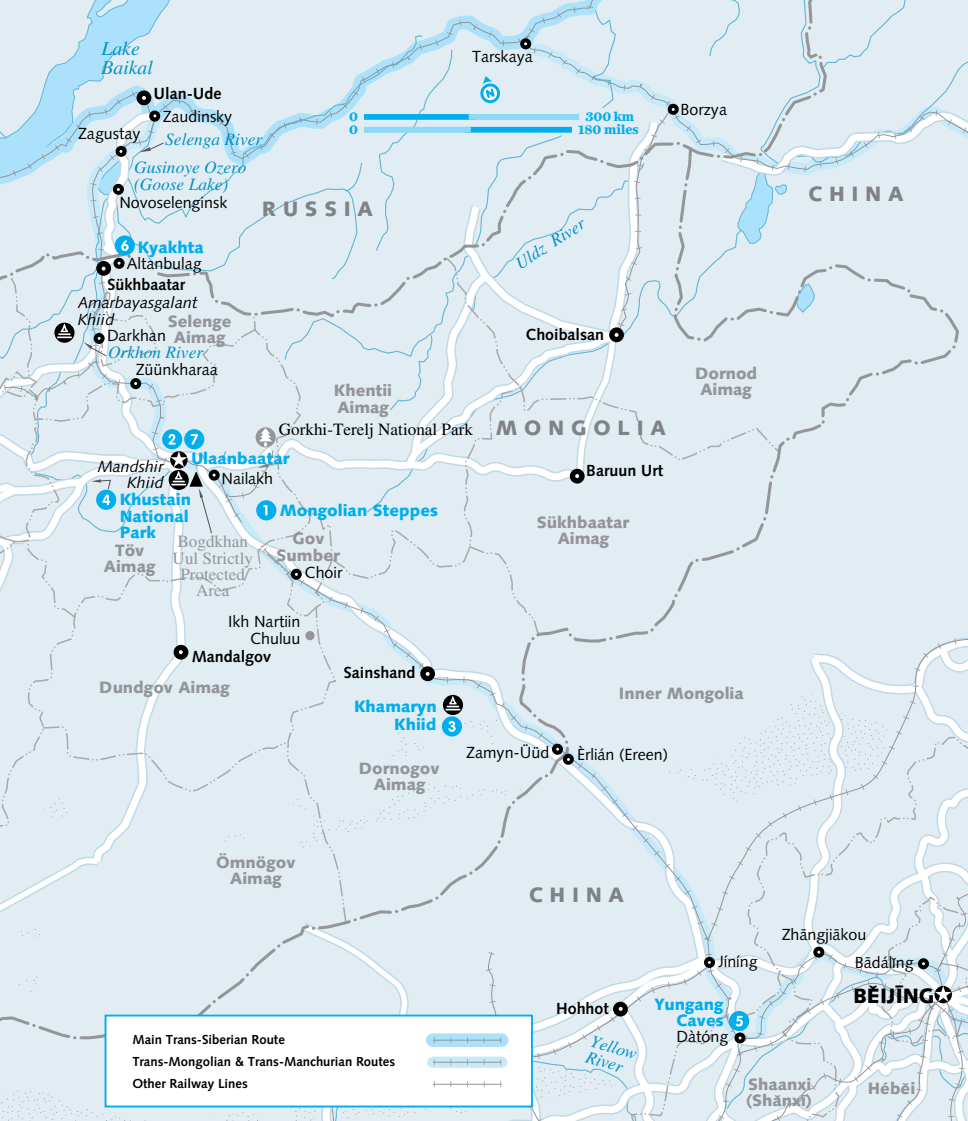 Lake
Baikal
Tarskaya
Ulan-Ude
Zaudinsky
Zagustay
Selenga River
N
0
300 km
0
180 miles
Borzya
Gusinoye Ozero
(Goose Lake)
Novoselenginsk
RUSSIA
CHINA
Uldz River
6 Kyakhta
Altanbulag
Sükhbaatar
Amarbayasgalant
Khiid
Selenge
Aimag
Darkhan
Orkhon River
Züünkharaa
Choibalsan
Khentii
Aimag
Dornod
Aimag
Gorkhi-Terelj National Park
MONGOLIA
2 7
Ulaanbaatar
Mandshir
Khiid
Nailakh
Baruun Urt
4 Khustain
National
Park
1 Mongolian Steppes
Sükhbaatar
Aimag
Töv
Aimag
Bogdkhan
Uul Strictly
Protected
Area
Gov
Sumber
Choir
Ikh Nartiin
Chuluu
Mandalgov
Dundgov Aimag
Sainshand
Inner Mongolia
Khamaryn
Khiid 3
Zamyn-Üüd
Èrlián (Ereen)
Dornogov
Aimag
Ömnögov
Aimag
CHINA
Zhāngjiākou
Jíníng
Bādálǐng
BĚIJĪNG
Hohhot
Yungang
Caves 5
Dàtóng
Yellow
River
Shaanxi
(Shǎnxī)
Héběi
Main Trans-Siberian Route
Trans-Mongolian & Trans-Manchurian Routes
Other Railway Lines